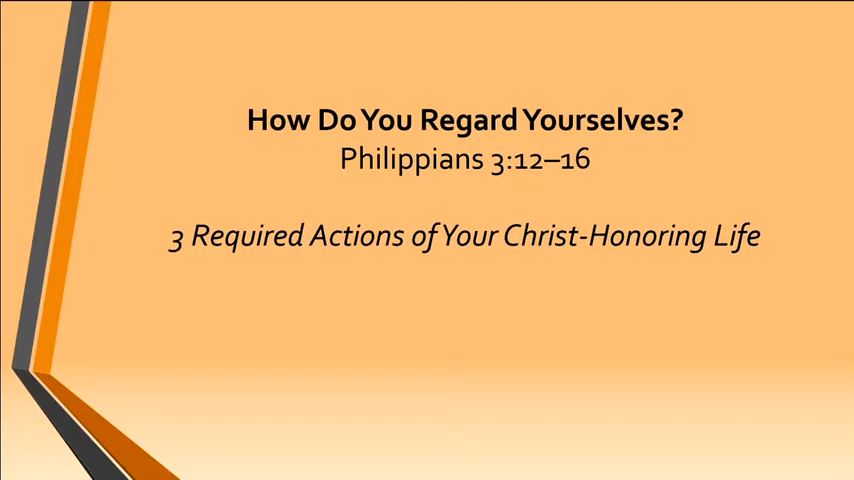 How Do You Regard Yourselves?
Philippians 3:12–16
3 Required Actions of Your Christ-Honoring Life